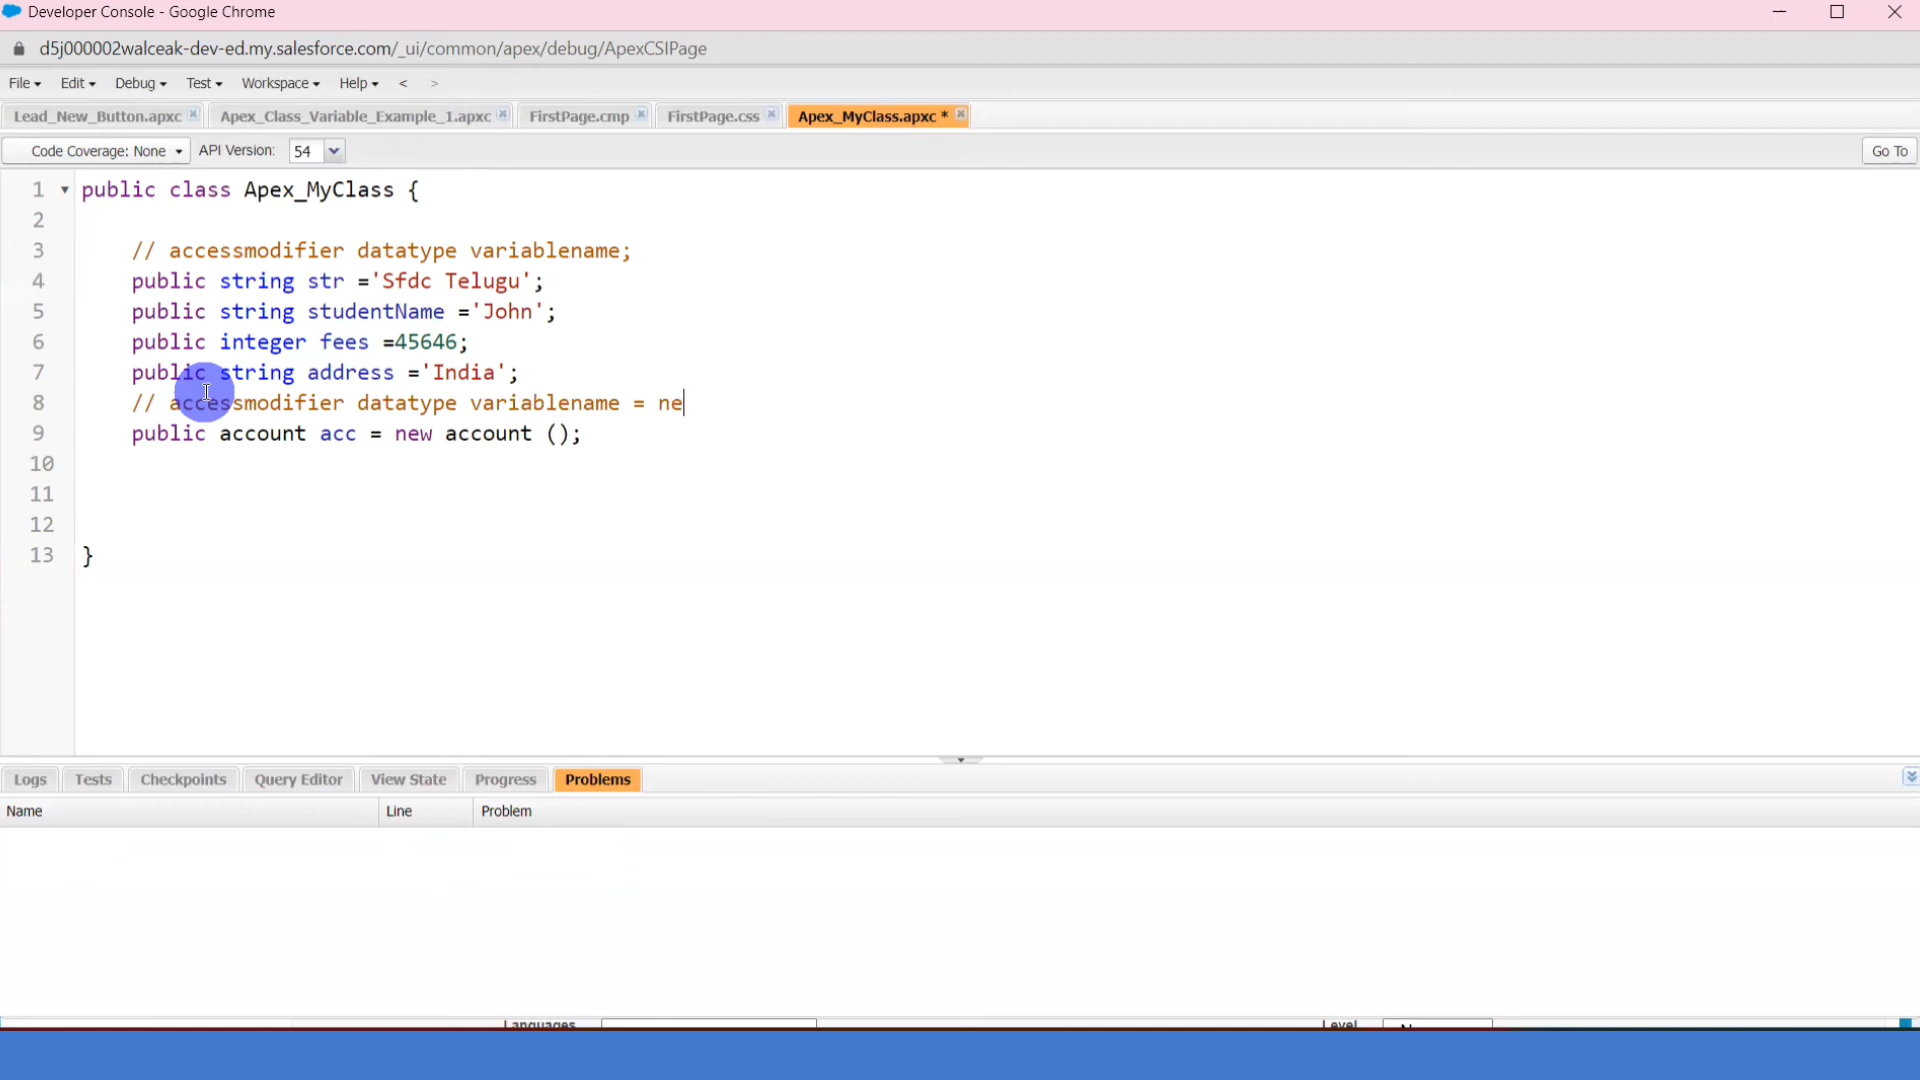 Developer Console - Google Chrome
d5j000002walceak-dev-ed.my.salesforce.com/_ui/common/apex/debug/ApexCSIPage
File Edit Debug Test Workspace Help < >
Lead_New_Button.apxc Apex_Class_Variable_Example_1.apxc FirstPage.cmp FirstPage.css Apex_MyClass.apxc *
Code Coverage: None API Version: 54 Go To
1 public class Apex_MyClass {
2
3 // accessmodifier datatype variablename;
4 public string str ='Sfdc Telugu';
5 public string studentName ='John';
6 public integer fees =45646;
7 public string address ='India';
8 // accessmodifier datatype variablename = ne
9 public account acc = new account ();
10
11
12
13 }
Logs Tests Checkpoints Query Editor View State Progress Problems
Name Line Problem
Languages Level